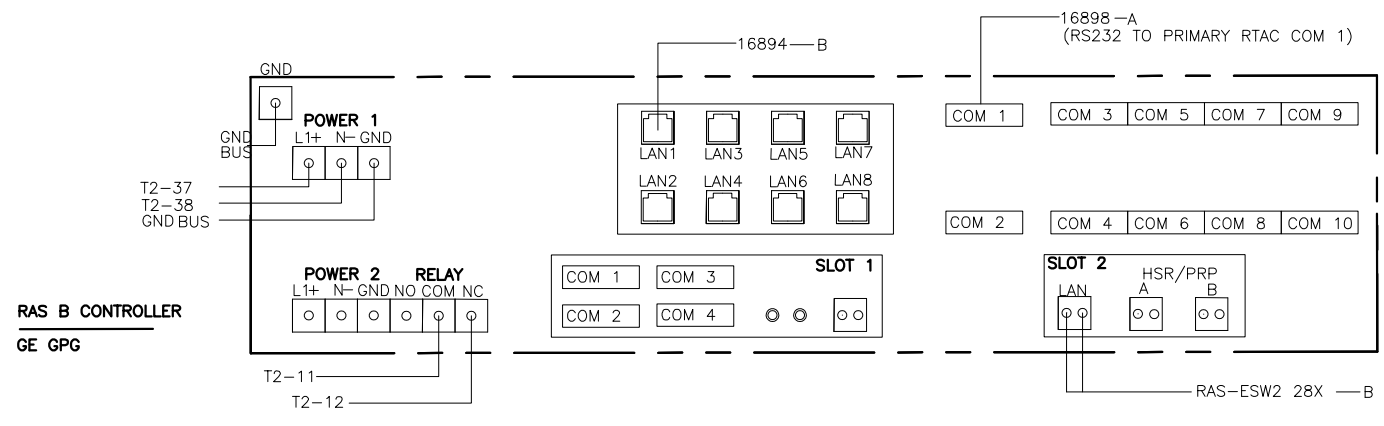 16898-A
(RS232 TO PRIMARY RTAC COM 1)
16894-B
GND
POWER 1
L1+ N- GND
GND
BUS
T2-37
T2-38
GND BUS
LAN1 LAN3 LAN5 LAN7
LAN2 LAN4 LAN6 LAN8
COM 1 COM 3 COM 5 COM 7 COM 9
COM 2 COM 4 COM 6 COM 8 COM 10
POWER 2 RELAY
L1+ N- GND NO COM NC
SLOT 1
COM 1 COM 3
COM 2 COM 4
SLOT 2
HSR/PRP
LAN A B
RAS B CONTROLLER
GE GPG
T2-11
T2-12
RAS-ESW2 28X -B